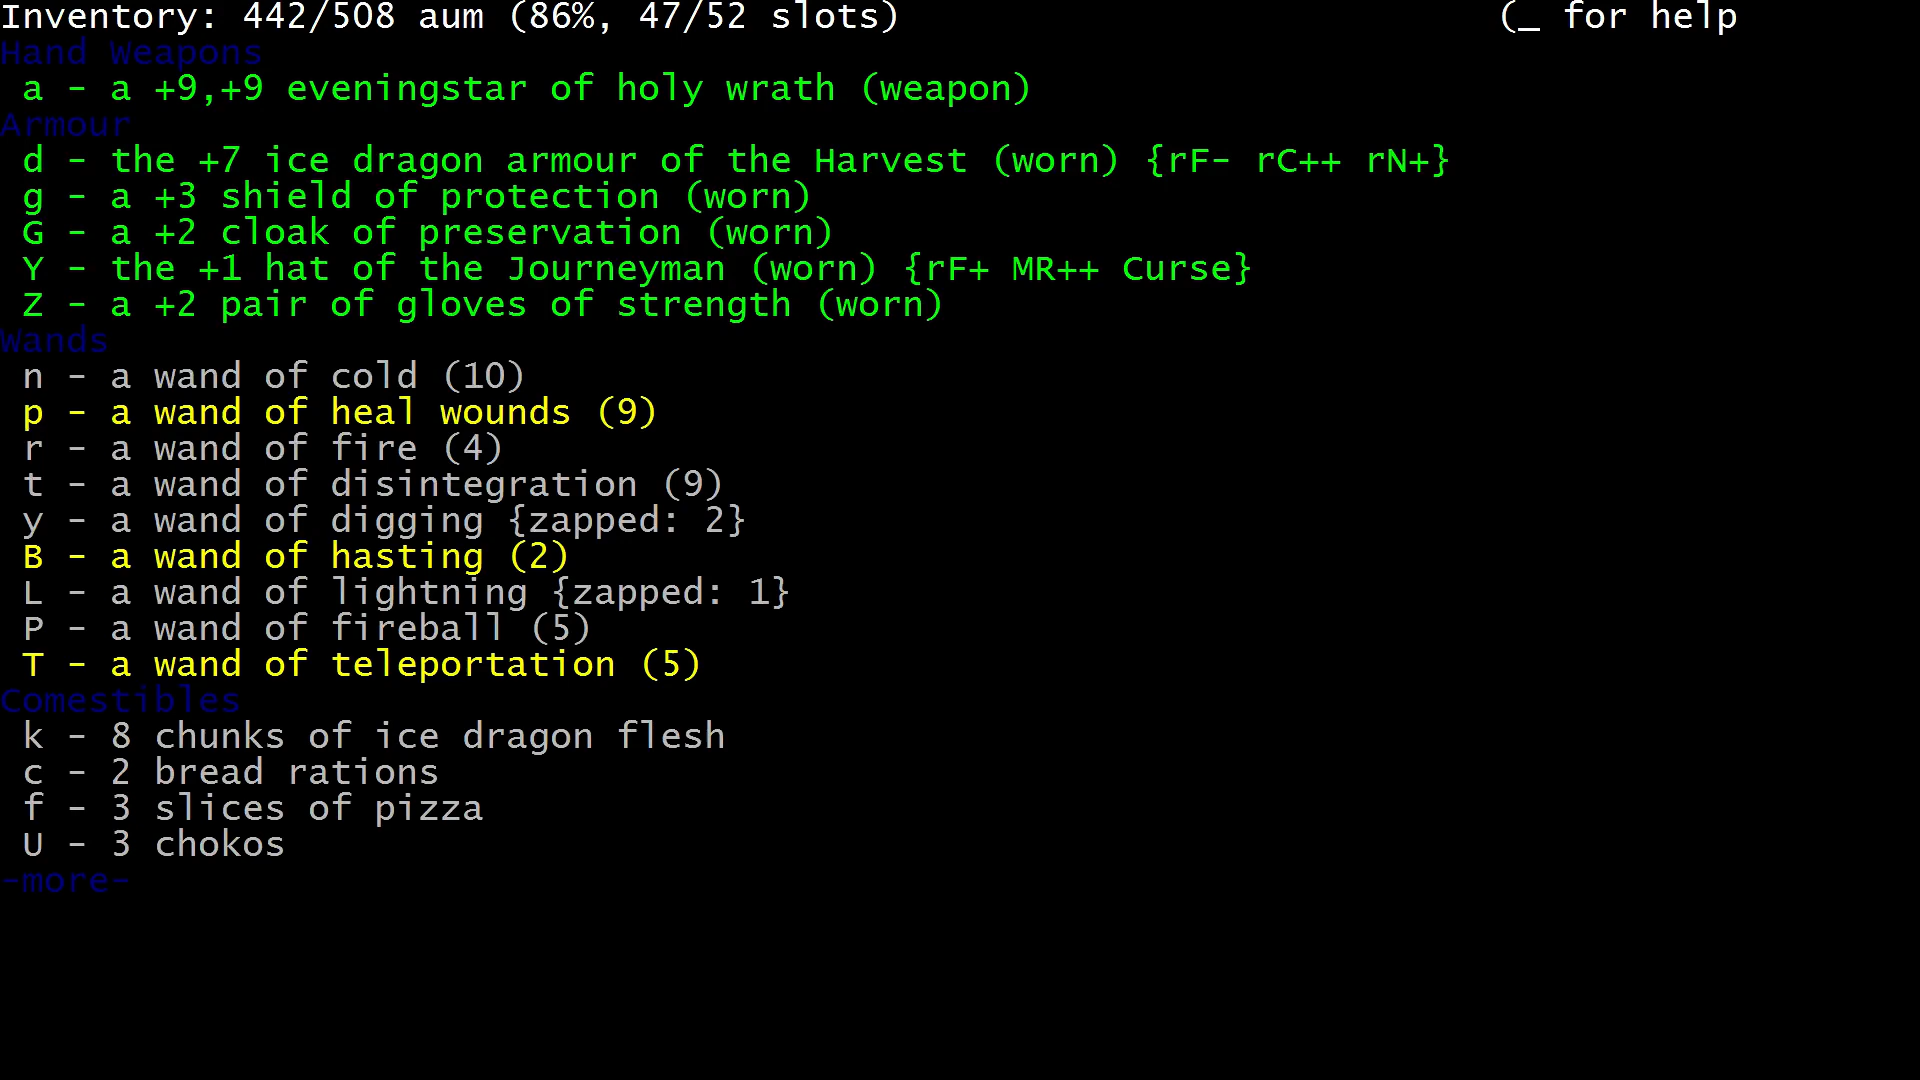 Inventory: 442/508 aum (86%, 47/52 slots) (_ for help
Hand Weapons
a - a +9,+9 eveningstar of holy wrath (weapon)
Armour
d - the +7 ice dragon armour of the Harvest (worn) {rF- rC++ rN+}
g - a +3 shield of protection (worn)
G - a +2 cloak of preservation (worn)
Y - the +1 hat of the Journeyman (worn) {rF+ MR++ Curse}
Z - a +2 pair of gloves of strength (worn)
Wands
n - a wand of cold (10)
p - a wand of heal wounds (9)
r - a wand of fire (4)
t - a wand of disintegration (9)
y - a wand of digging {zapped: 2}
B - a wand of hasting (2)
L - a wand of lightning {zapped: 1}
P - a wand of fireball (5)
T - a wand of teleportation (5)
Comestibles
k - 8 chunks of ice dragon flesh
c - 2 bread rations
f - 3 slices of pizza
U - 3 chokos
-more-